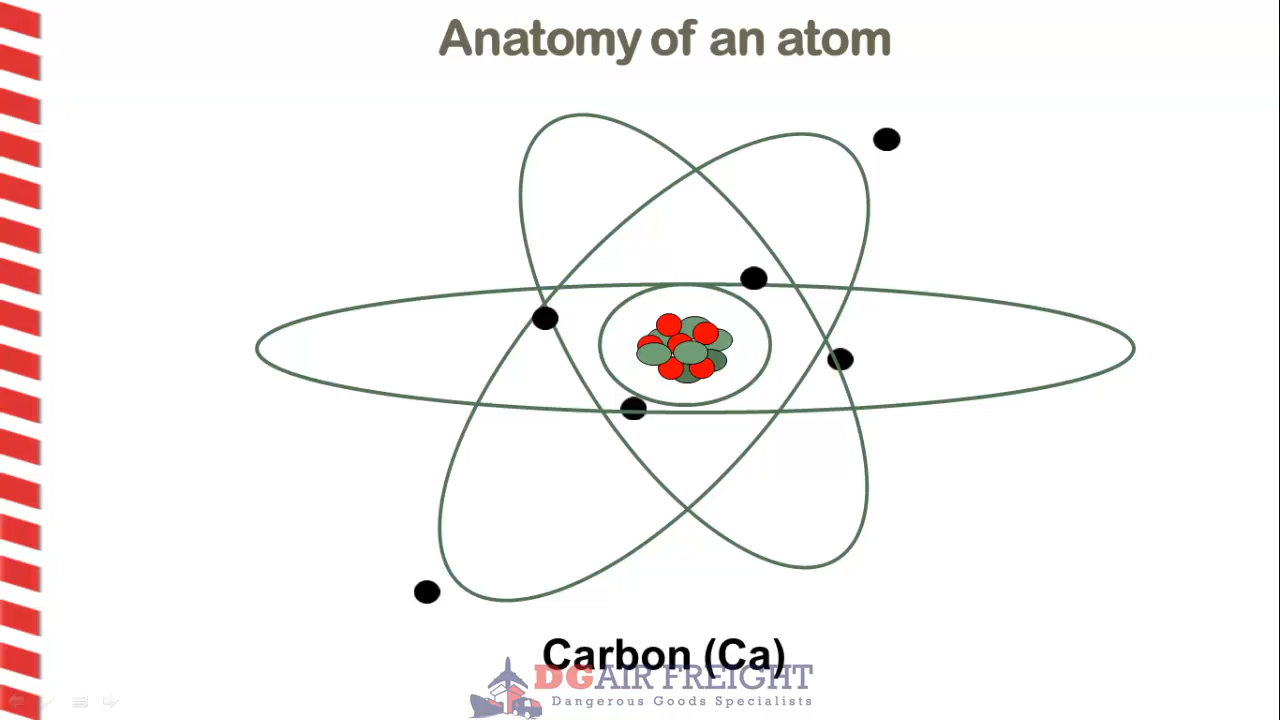 Anatomy of an atom
Carbon (Ca)
DG AIR FREIGHT
Dangerous Goods Specialists